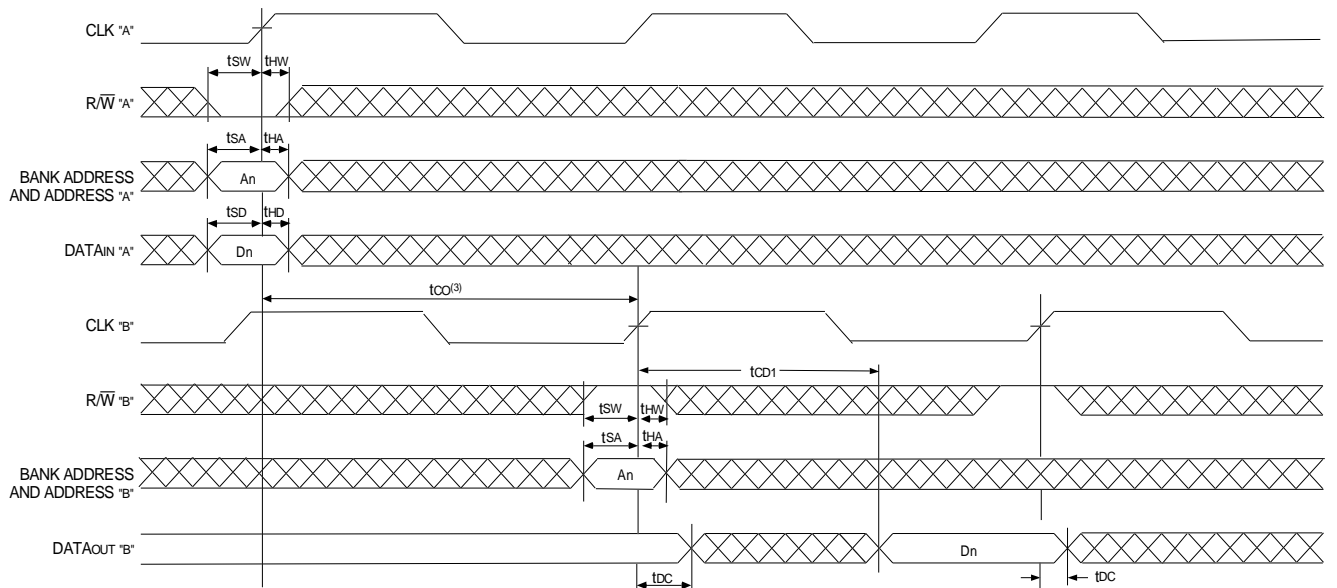 CLK "A"
tSW tHW
R/W̅ "A"
tSA tHA
BANK ADDRESS
AND ADDRESS "A"
An
tSD tHD
DATAIN "A"
Dn
tCO(3)
CLK "B"
tCD1
R/W̅ "B"
tSW tHW
tSA tHA
BANK ADDRESS
AND ADDRESS "B"
An
DATAOUT "B"
Dn
tDC
tDC